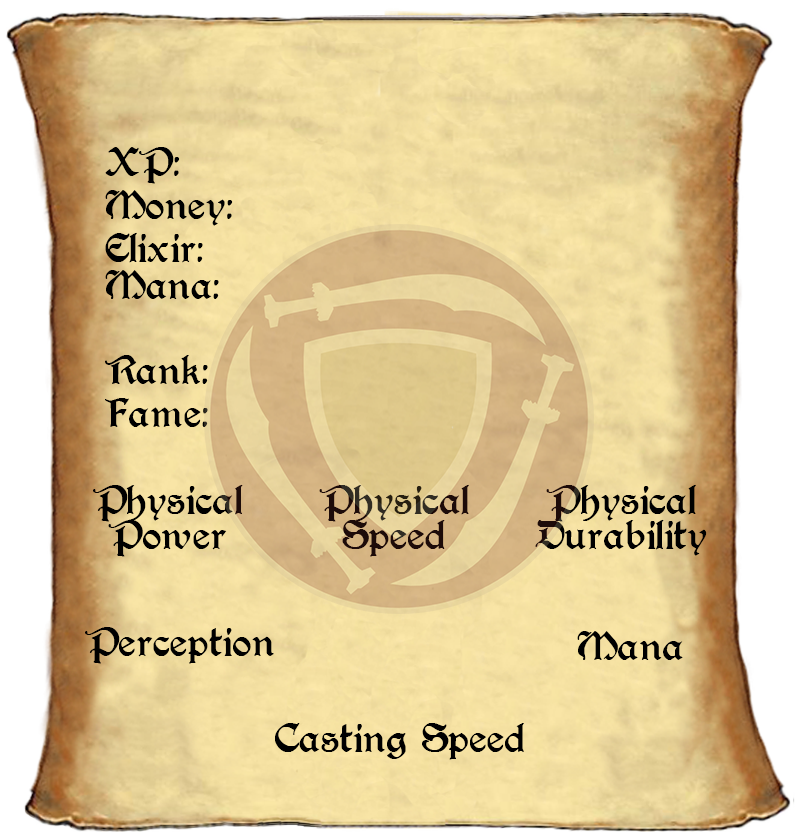 XP:
Money:
Elixir:
Mana:
Rank:
Fame:
Physical Physical Physical
Power Speed Durability
Perception Mana
Casting Speed